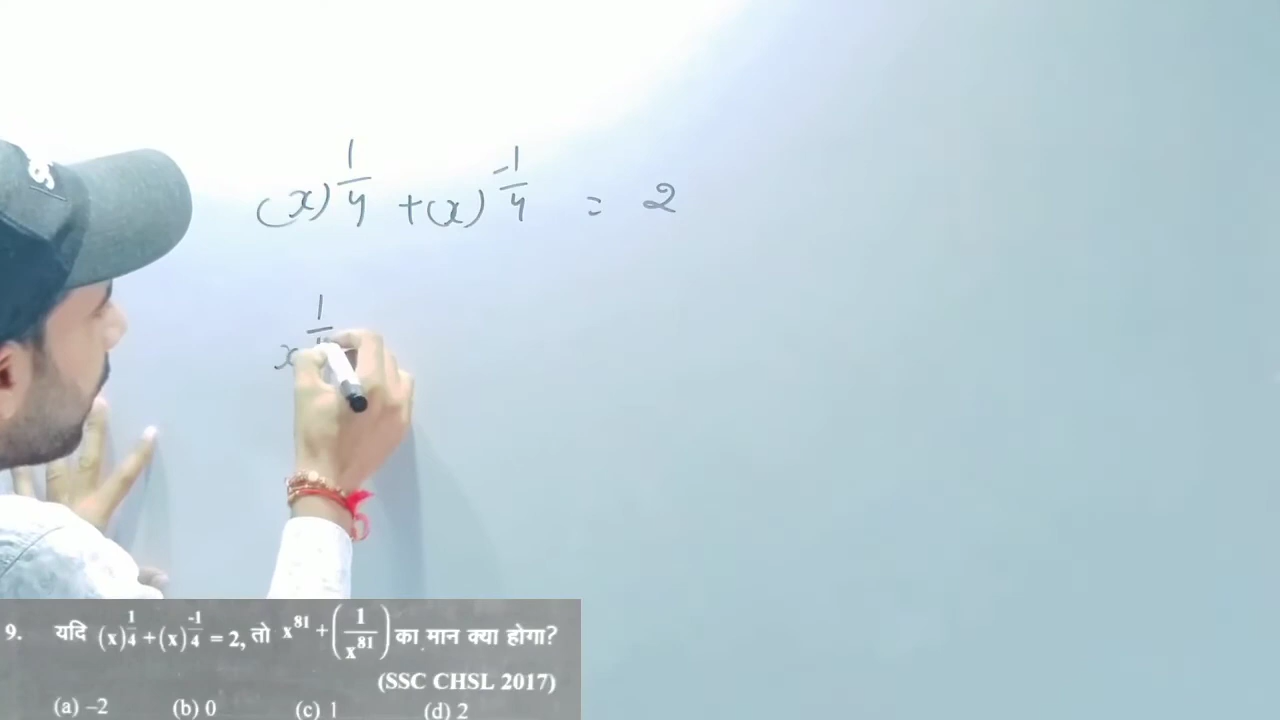 (x)^{1/4} + (x)^{-1/4} = 2
x^{1/
9. यदि (x)^{1/4} + (x)^{-1/4} = 2, तो x^{81} + (1/x^{81}) का मान क्या होगा?
(SSC CHSL 2017)
(a) –2 (b) 0 (c) 1 (d) 2